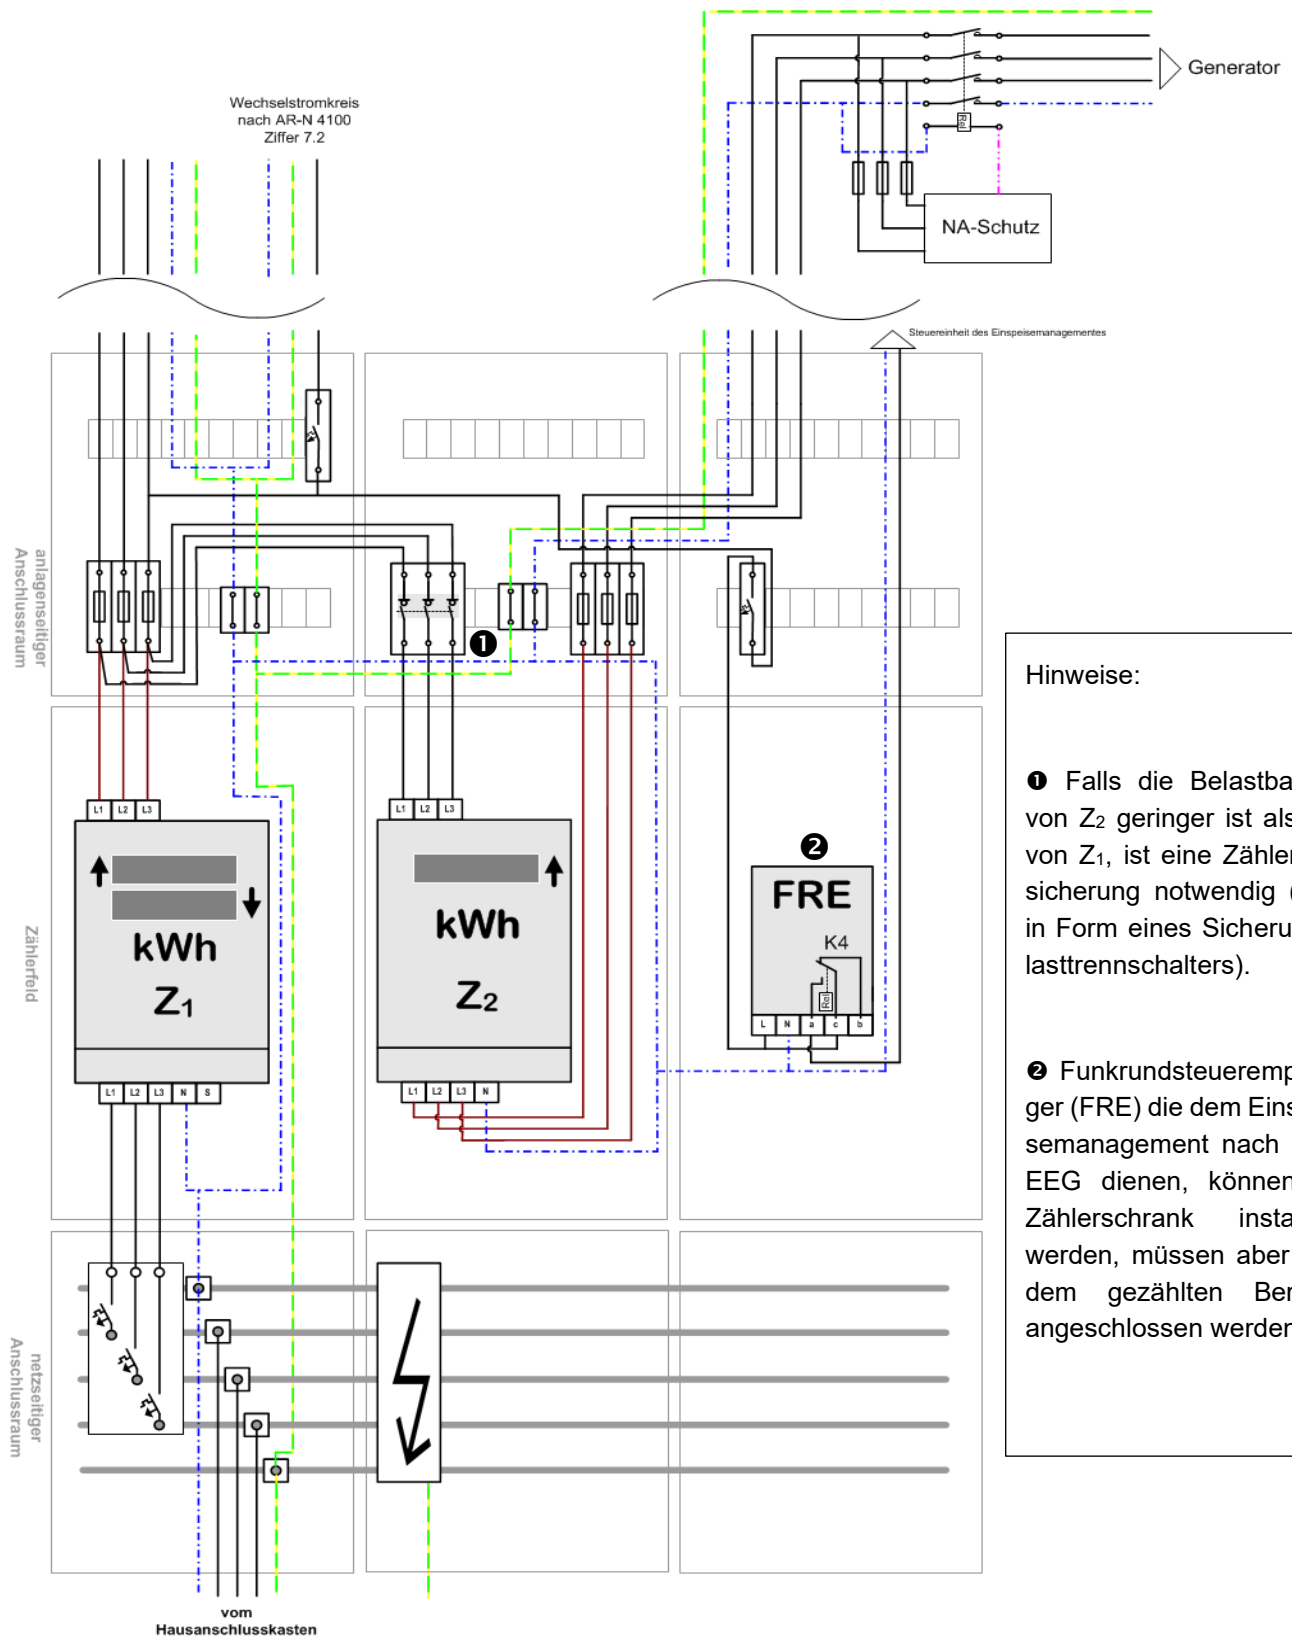 Generator
Wechselstromkreis
nach AR-N 4100
Ziffer 7.2
Rel
NA-Schutz
Steuereinheit des Einspeisemanagementes
anlagenseitiger
Anschlussraum
❶
Hinweise:
❶ Falls die Belastba
von Z2 geringer ist als
von Z1, ist eine Zähler
sicherung notwendig (
in Form eines Sicheru
lasttrennschalters).
❷ Funkrundsteueremp
ger (FRE) die dem Eins
semanagement nach
EEG dienen, können
Zählerschrank insta
werden, müssen aber
dem gezählten Ber
angeschlossen werden
Zählerfeld
L1 L2 L3
kWh
Z1
L1 L2 L3 N S
L1 L2 L3
kWh
Z2
L1 L2 L3 N
❷
FRE
K4
Rel
L N a c b
netzseitiger
Anschlussraum
vom
Hausanschlusskasten